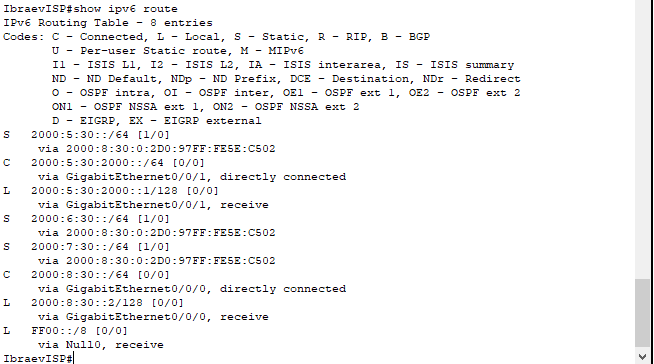 IbraevISP#show ipv6 route
IPv6 Routing Table - 8 entries
Codes: C - Connected, L - Local, S - Static, R - RIP, B - BGP
       U - Per-user Static route, M - MIPv6
       I1 - ISIS L1, I2 - ISIS L2, IA - ISIS interarea, IS - ISIS summary
       ND - ND Default, NDp - ND Prefix, DCE - Destination, NDr - Redirect
       O - OSPF intra, OI - OSPF inter, OE1 - OSPF ext 1, OE2 - OSPF ext 2
       ON1 - OSPF NSSA ext 1, ON2 - OSPF NSSA ext 2
       D - EIGRP, EX - EIGRP external
S   2000:5:30::/64 [1/0]
     via 2000:8:30:0:2D0:97FF:FE5E:C502
C   2000:5:30:2000::/64 [0/0]
     via GigabitEthernet0/0/1, directly connected
L   2000:5:30:2000::1/128 [0/0]
     via GigabitEthernet0/0/1, receive
S   2000:6:30::/64 [1/0]
     via 2000:8:30:0:2D0:97FF:FE5E:C502
S   2000:7:30::/64 [1/0]
     via 2000:8:30:0:2D0:97FF:FE5E:C502
C   2000:8:30::/64 [0/0]
     via GigabitEthernet0/0/0, directly connected
L   2000:8:30::2/128 [0/0]
     via GigabitEthernet0/0/0, receive
L   FF00::/8 [0/0]
     via Null0, receive
IbraevISP#